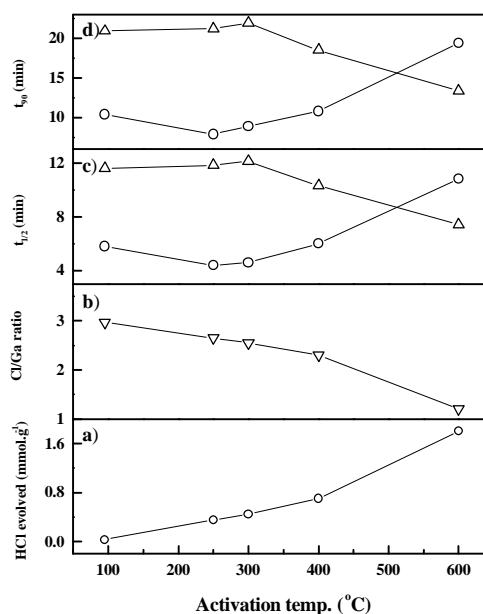 d)
t90 (min)
20
15
10
c)
t1/2 (min)
12
8
4
b)
Cl/Ga ratio
3
2
1
a)
HCl evolved (mmol.g-1)
1.6
0.8
0.0
100 200 300 400 500 600
Activation temp. (°C)